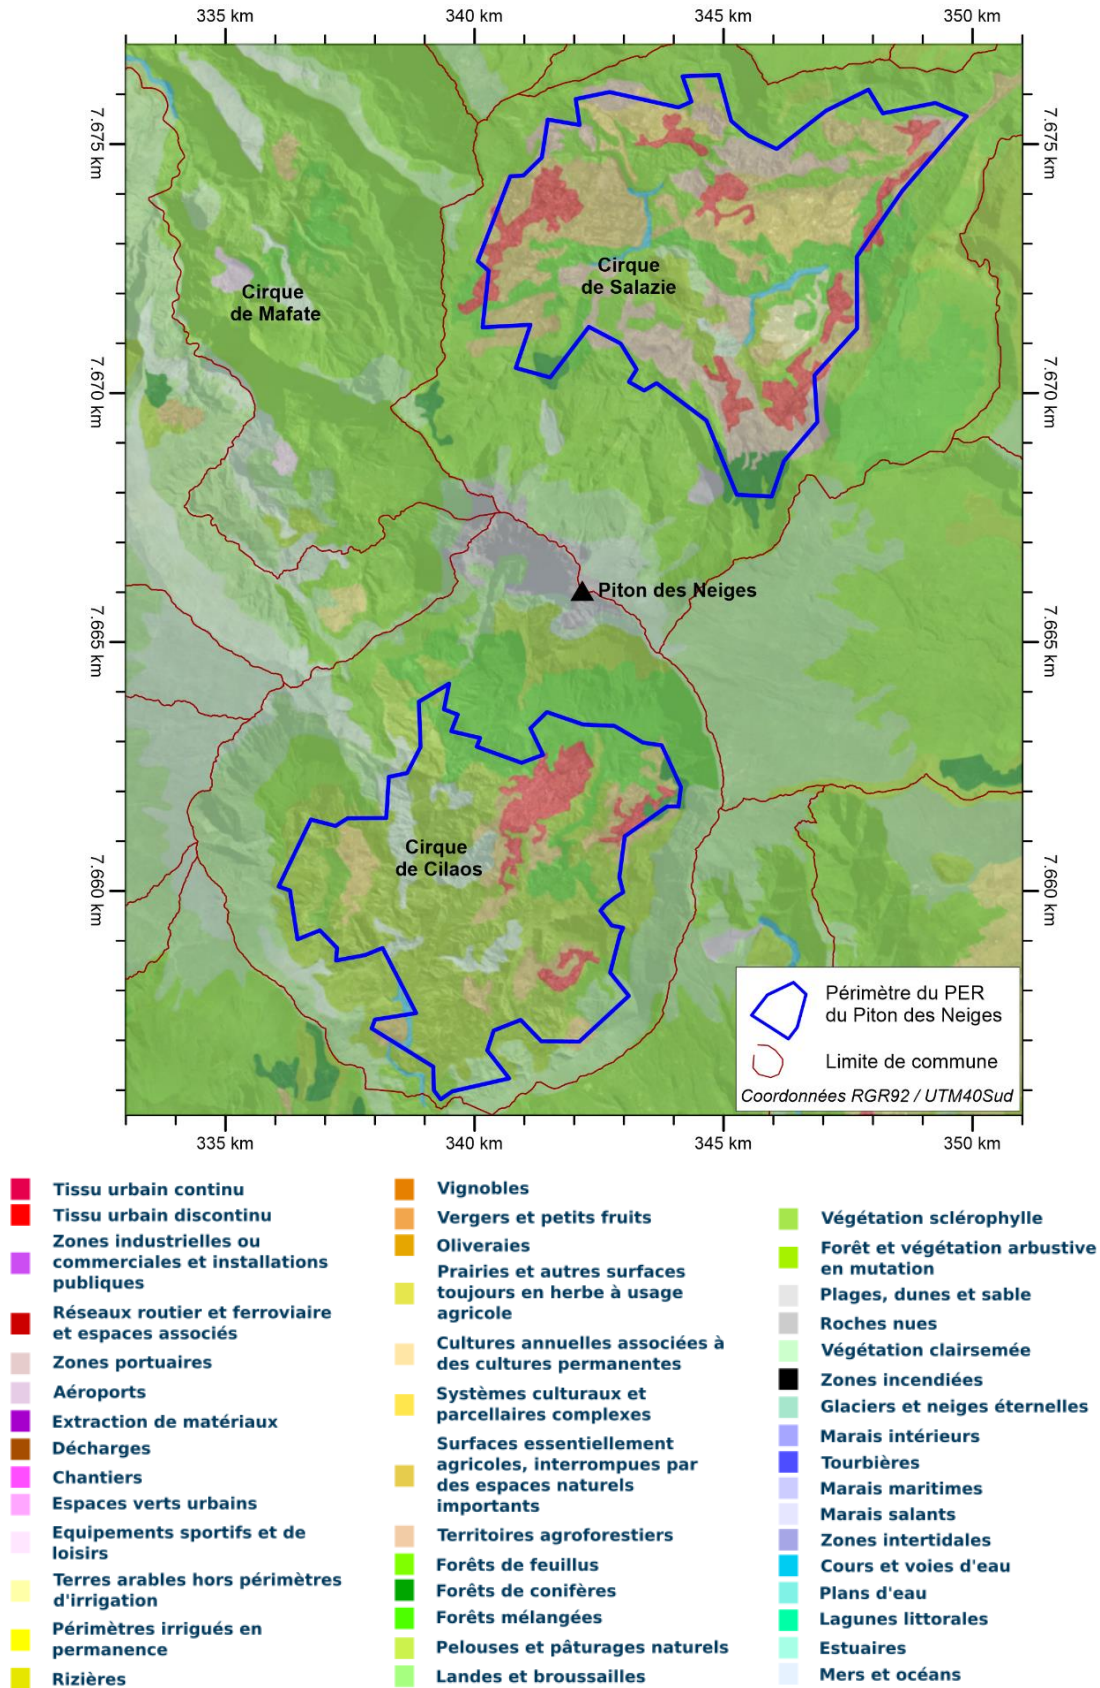 335 km
340 km
345 km
350 km
7.675 km
7.675 km
Cirque
de Salazie
Cirque
de Mafate
7.670 km
7.670 km
Piton des Neiges
7.665 km
7.665 km
Cirque
de Cilaos
7.660 km
7.660 km
Périmètre du PER
du Piton des Neiges
Limite de commune
Coordonnées RGR92 / UTM40Sud
335 km
340 km
345 km
350 km
Tissu urbain continu
Tissu urbain discontinu
Zones industrielles ou
commerciales et installations
publiques
Réseaux routier et ferroviaire
et espaces associés
Zones portuaires
Aéroports
Extraction de matériaux
Décharges
Chantiers
Espaces verts urbains
Equipements sportifs et de
loisirs
Terres arables hors périmètres
d'irrigation
Périmètres irrigués en
permanence
Rizières
Vignobles
Vergers et petits fruits
Oliveraies
Prairies et autres surfaces
toujours en herbe à usage
agricole
Cultures annuelles associées à
des cultures permanentes
Systèmes culturaux et
parcellaires complexes
Surfaces essentiellement
agricoles, interrompues par
des espaces naturels
importants
Territoires agroforestiers
Forêts de feuillus
Forêts de conifères
Forêts mélangées
Pelouses et pâturages naturels
Landes et broussailles
Végétation sclérophylle
Forêt et végétation arbustive
en mutation
Plages, dunes et sable
Roches nues
Végétation clairsemée
Zones incendiées
Glaciers et neiges éternelles
Marais intérieurs
Tourbières
Marais maritimes
Marais salants
Zones intertidales
Cours et voies d'eau
Plans d'eau
Lagunes littorales
Estuaires
Mers et océans